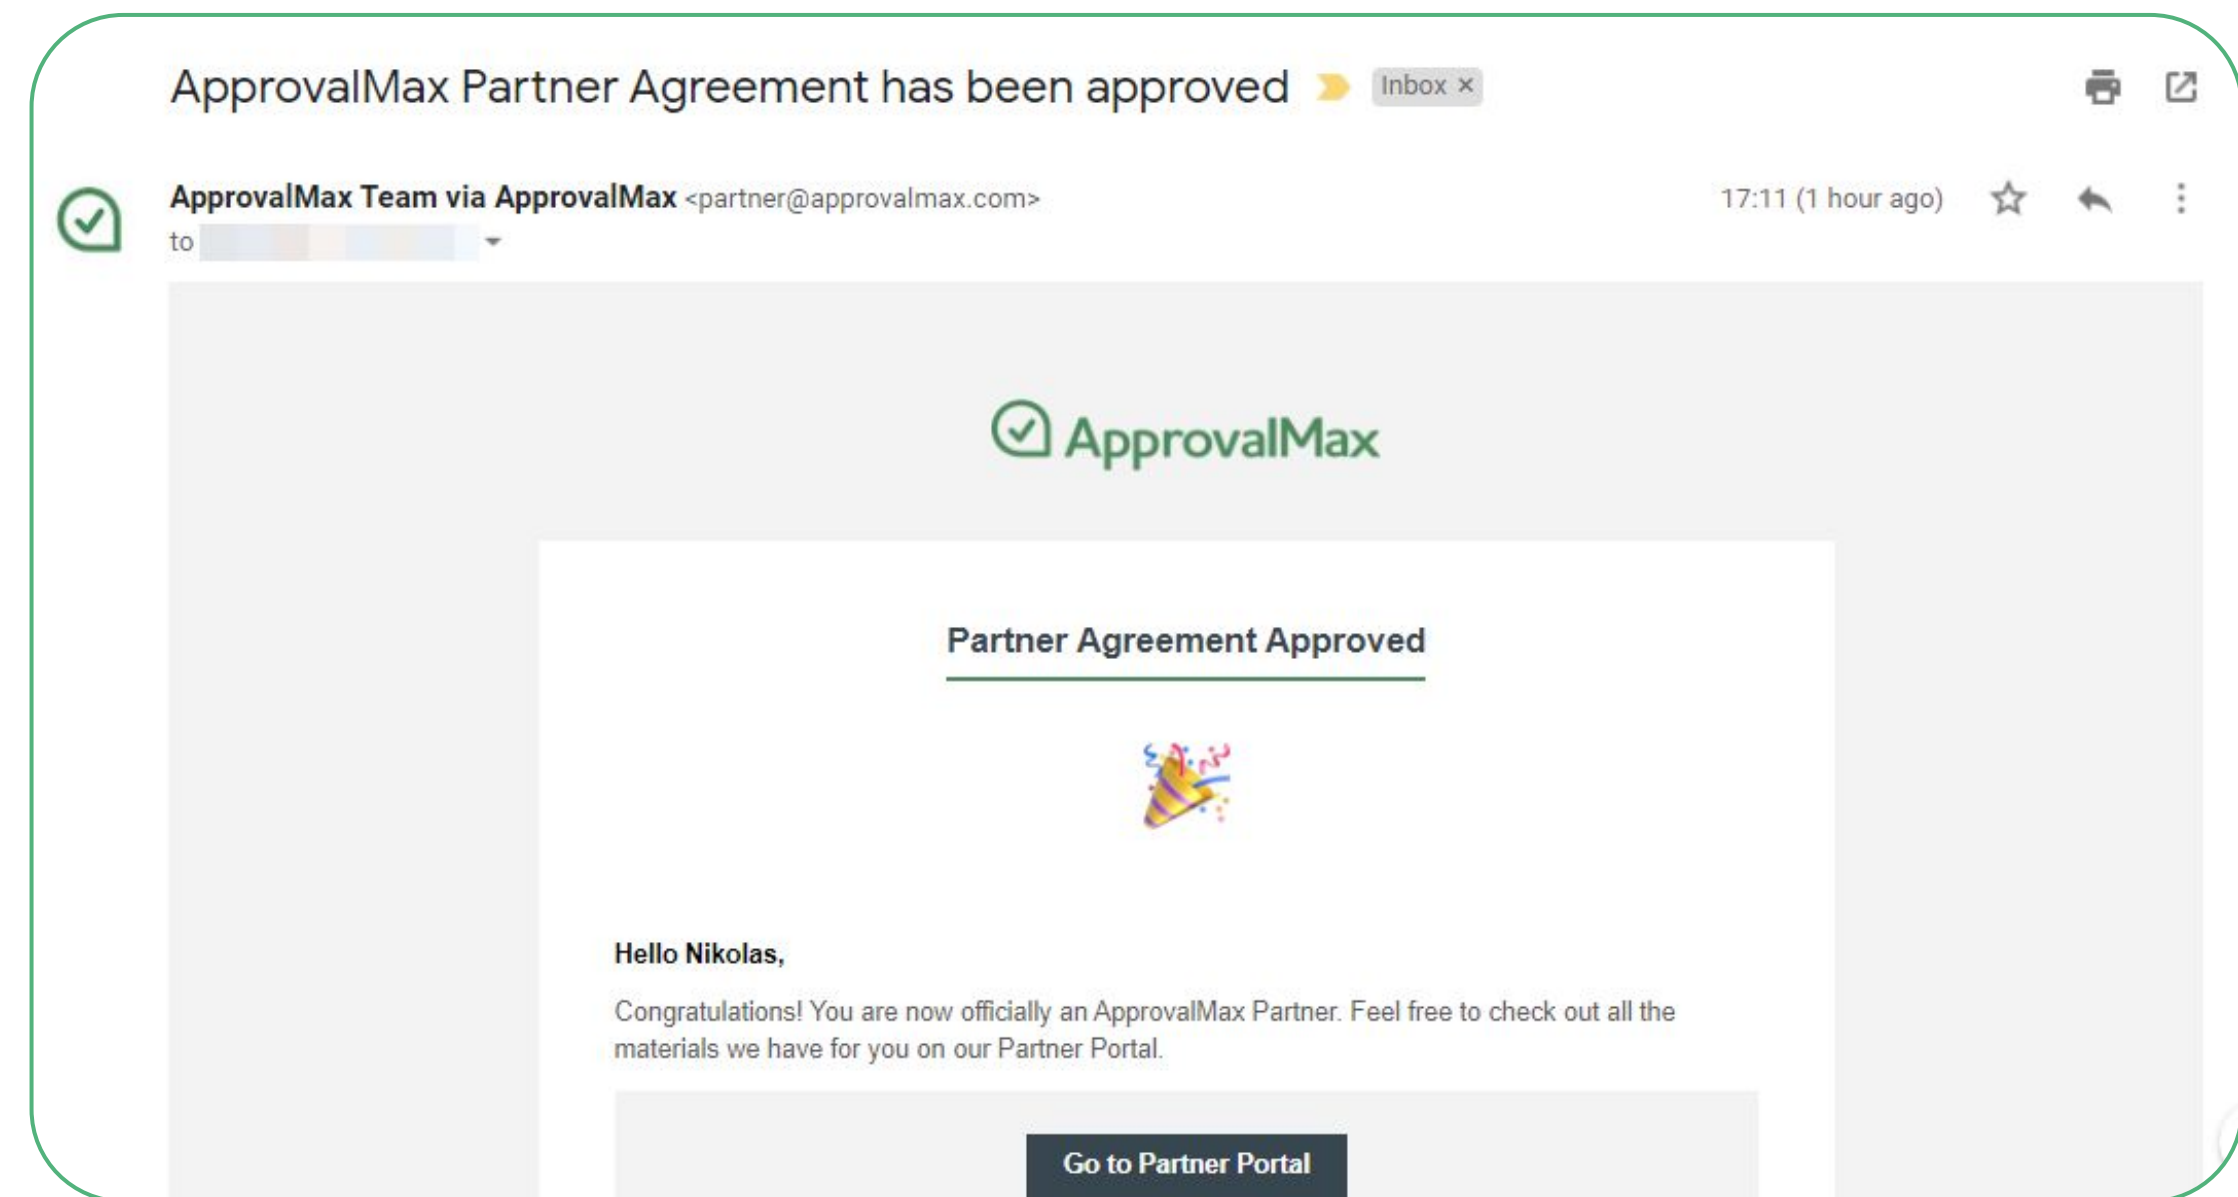 ApprovalMax Partner Agreement has been approved Inbox ×
ApprovalMax Team via ApprovalMax <partner@approvalmax.com> 17:11 (1 hour ago)
to
ApprovalMax
Partner Agreement Approved
Hello Nikolas,
Congratulations! You are now officially an ApprovalMax Partner. Feel free to check out all the
materials we have for you on our Partner Portal.
Go to Partner Portal